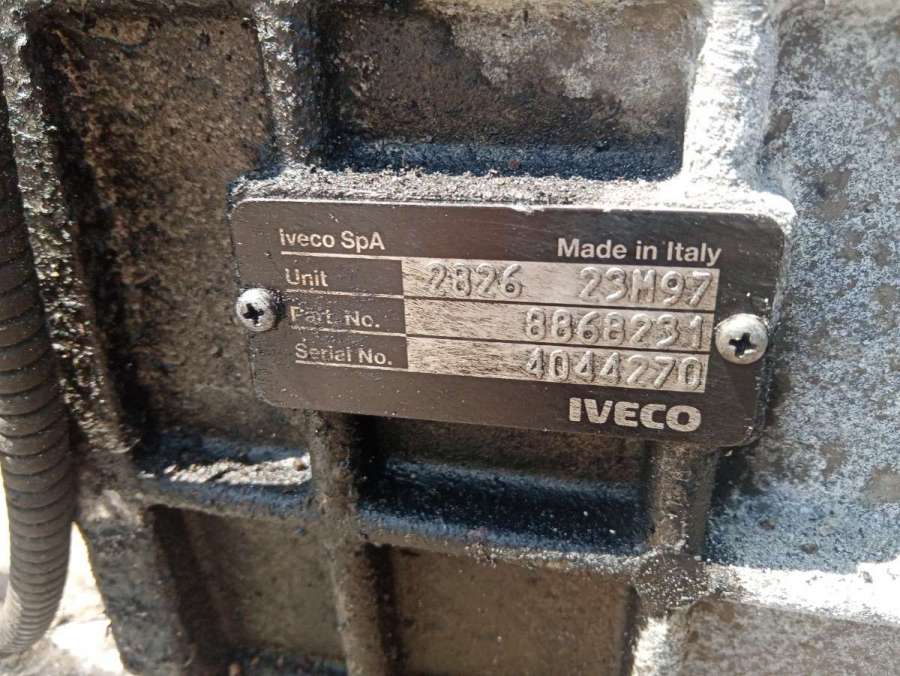 Iveco SpA Made in Italy
Unit 2826 23M97
Part. No. 8868231
Serial No. 4044270
IVECO